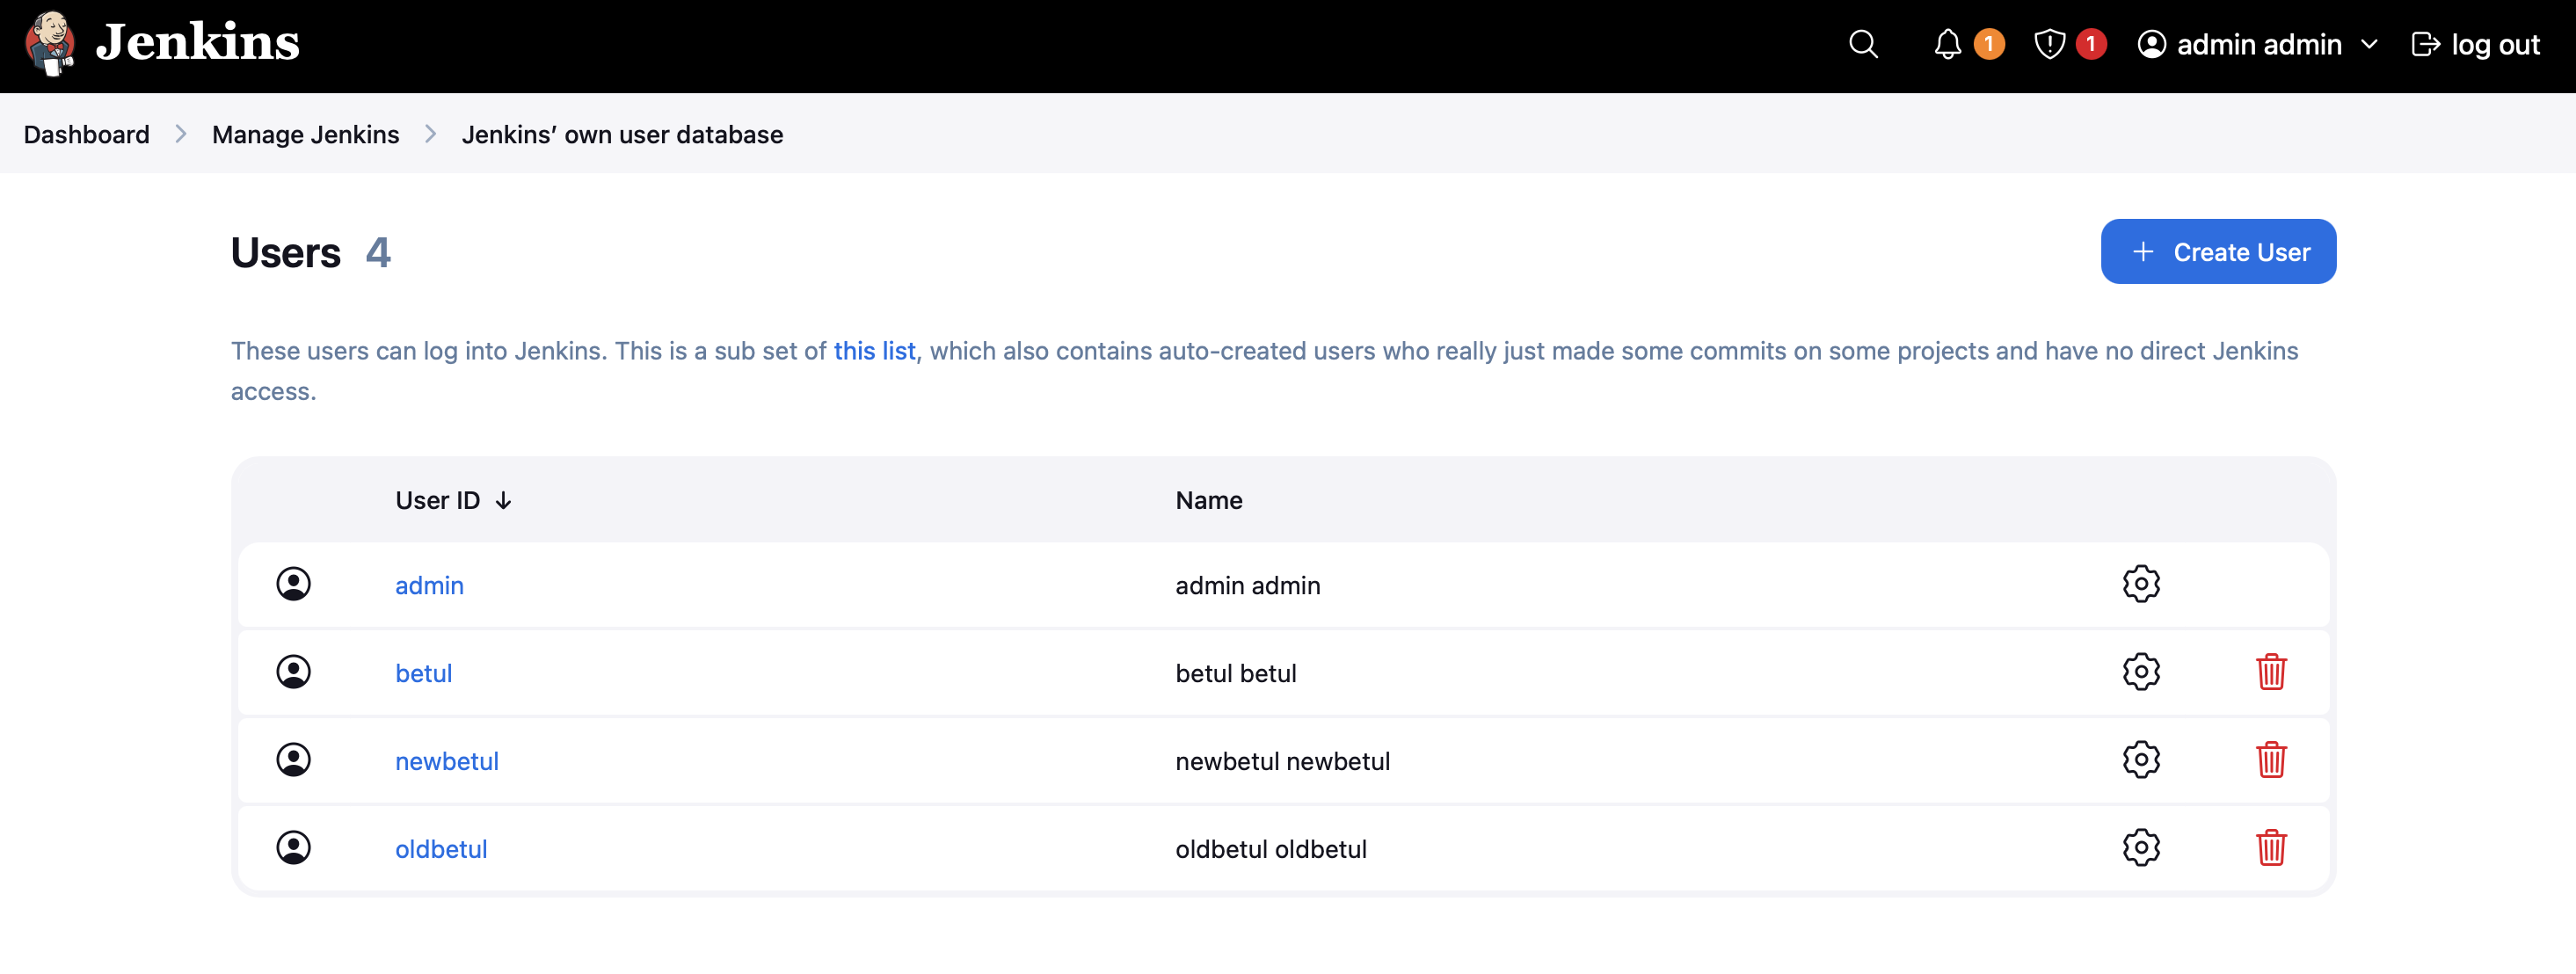 Jenkins
1 1 admin admin log out
Dashboard Manage Jenkins Jenkins’ own user database
Users 4
Create User
These users can log into Jenkins. This is a sub set of this list, which also contains auto-created users who really just made some commits on some projects and have no direct Jenkins
access.
User ID ↓ Name
admin admin admin
betul betul betul
newbetul newbetul newbetul
oldbetul oldbetul oldbetul